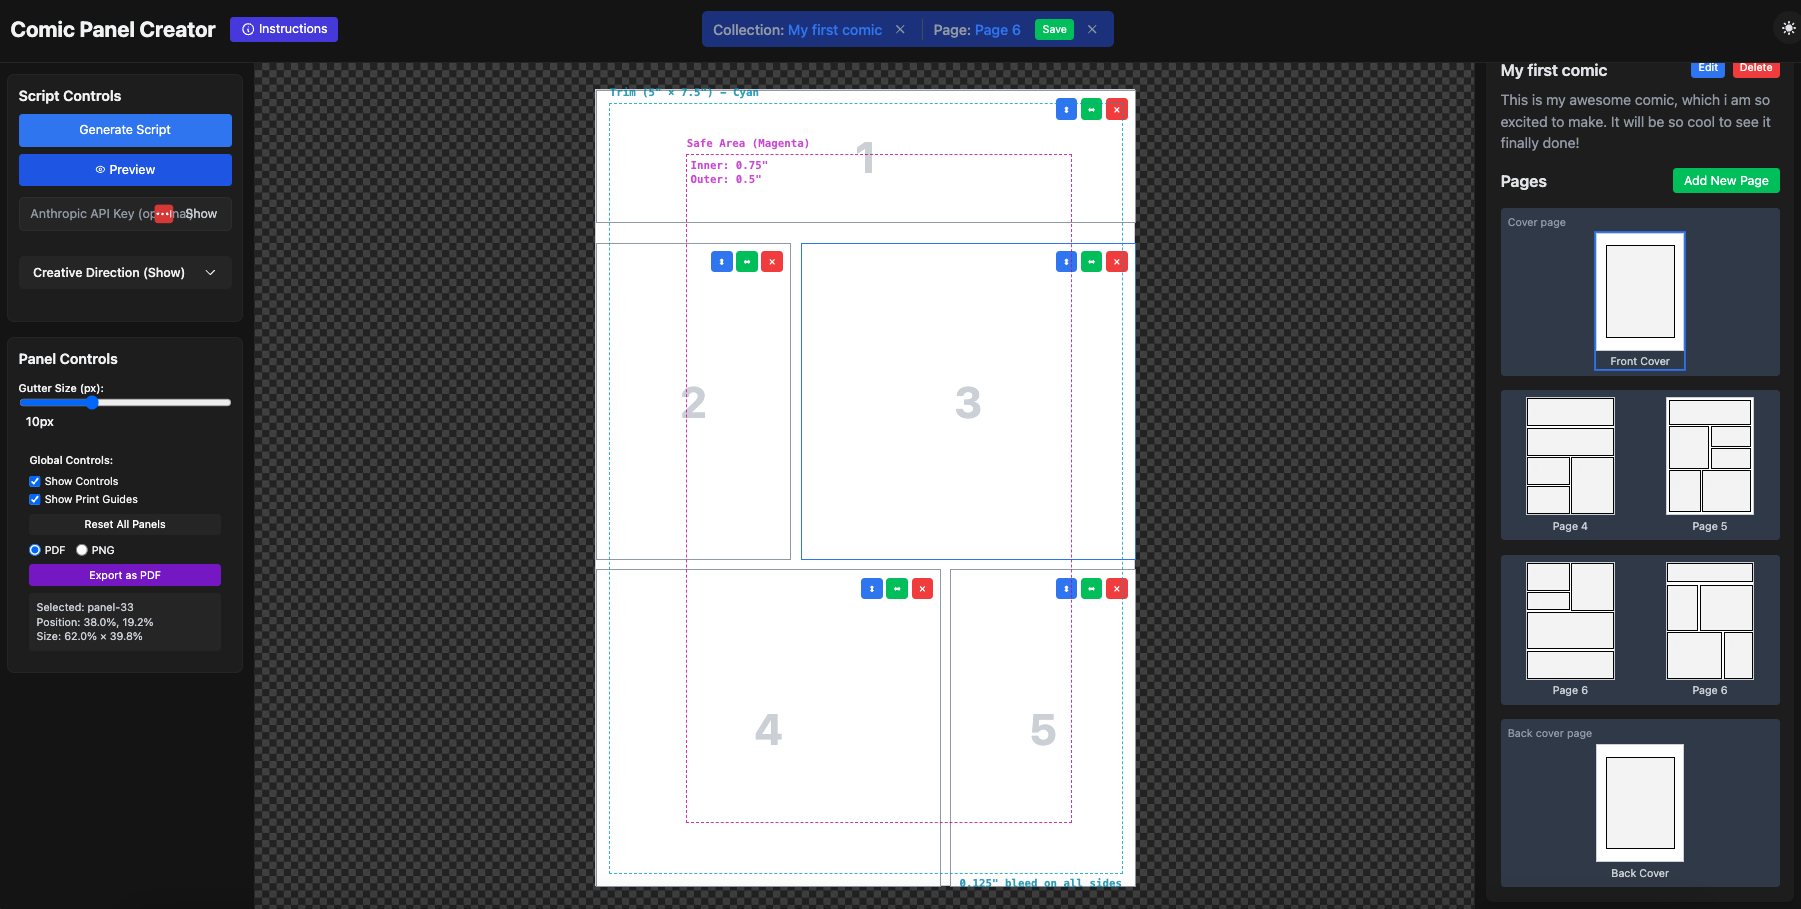 Comic Panel Creator
Instructions
Collection: My first comic ×
Page: Page 6 Save ×
Script Controls
Generate Script
Preview
Anthropic API Key (optional) Show
Creative Direction (Show)
Panel Controls
Gutter Size (px):
10px
Global Controls:
Show Controls
Show Print Guides
Reset All Panels
PDF PNG
Export as PDF
Selected: panel-33
Position: 38.0%, 19.2%
Size: 62.0% × 39.8%
Trim (5" × 7.5") – Cyan
Safe Area (Magenta)
Inner: 0.75"
Outer: 0.5"
1
2
3
4
5
0.125" bleed on all sides
My first comic
Edit Delete
This is my awesome comic, which i am so
excited to make. It will be so cool to see it
finally done!
Pages
Add New Page
Cover page
Front Cover
Page 4 Page 5
Page 6 Page 6
Back cover page
Back Cover